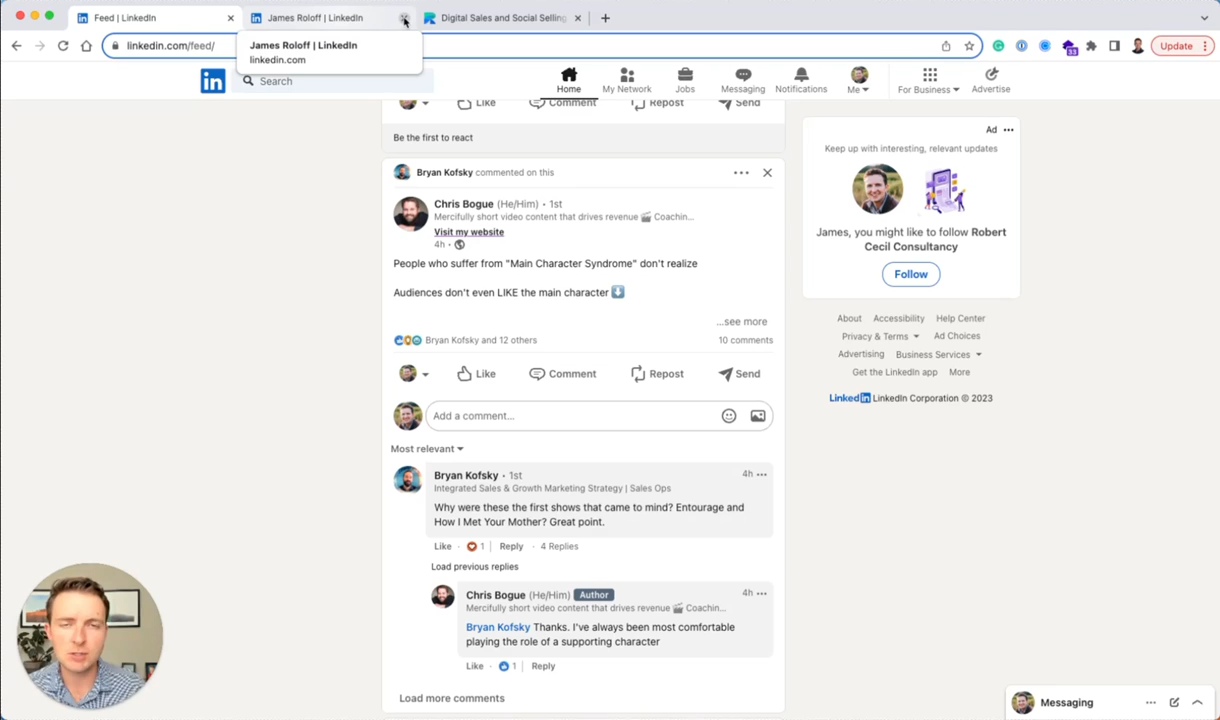 Feed | LinkedIn
James Roloff | LinkedIn
Digital Sales and Social Selling
linkedin.com/feed/
Update
James Roloff | LinkedIn
linkedin.com
33
in
Search
Home
My Network
Jobs
Messaging
Notifications
Me
For Business
Advertise
Like
Comment
Repost
Send
Be the first to react
Bryan Kofsky commented on this
Chris Bogue (He/Him) • 1st
Mercifully short video content that drives revenue 🎬 Coachin...
Visit my website
4h •
People who suffer from "Main Character Syndrome" don't realize
Audiences don't even LIKE the main character ⬇️
...see more
Bryan Kofsky and 12 others
10 comments
Like
Comment
Repost
Send
Add a comment...
Most relevant
Bryan Kofsky • 1st
4h
Integrated Sales & Growth Marketing Strategy | Sales Ops
Why were these the first shows that came to mind? Entourage and
How I Met Your Mother? Great point.
Like · 1 | Reply · 4 Replies
Load previous replies
Chris Bogue (He/Him) Author
4h
Mercifully short video content that drives revenue 🎬 Coachin...
Bryan Kofsky Thanks. I've always been most comfortable
playing the role of a supporting character
Like · 1 | Reply
Load more comments
Ad
Keep up with interesting, relevant updates
James, you might like to follow Robert
Cecil Consultancy
Follow
About Accessibility Help Center
Privacy & Terms Ad Choices
Advertising Business Services
Get the LinkedIn app More
LinkedIn LinkedIn Corporation © 2023
Messaging